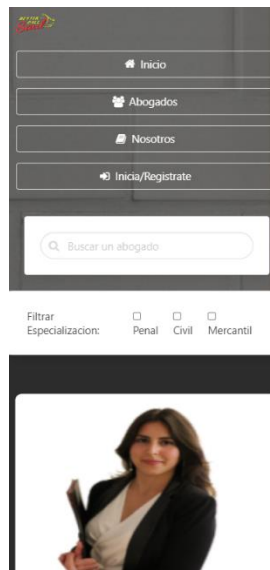 Inicio
Abogados
Nosotros
Inicia/Registrate
Buscar un abogado
Filtrar
Especializacion:
Penal Civil Mercantil